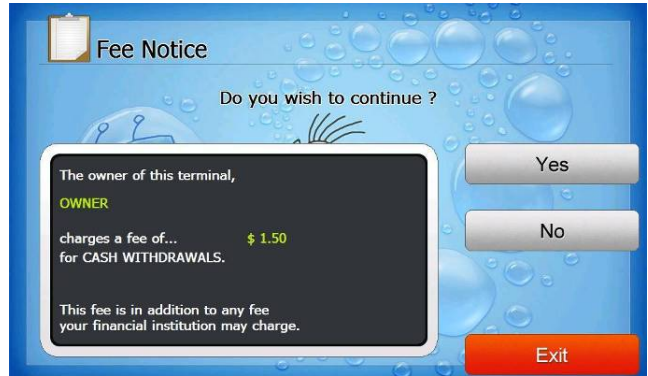 Fee Notice
Do you wish to continue ?
The owner of this terminal,
OWNER
charges a fee of... $ 1.50
for CASH WITHDRAWALS.
This fee is in addition to any fee
your financial institution may charge.
Yes
No
Exit